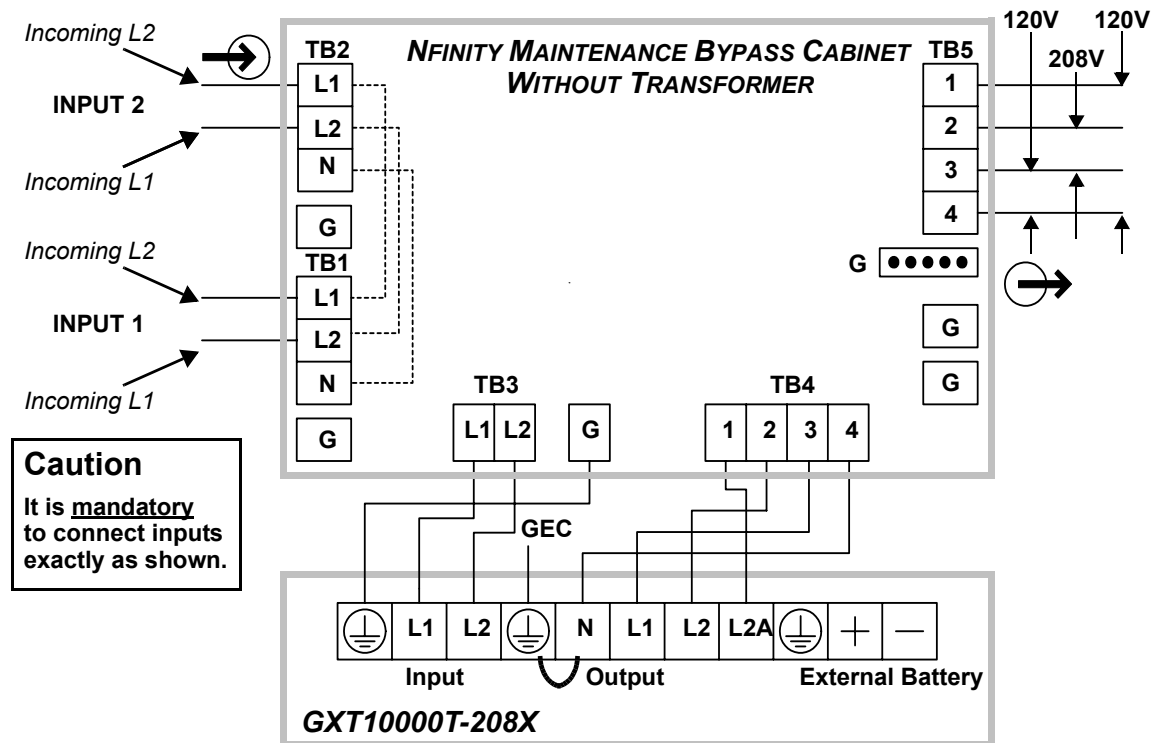 120V 120V
208V
NFINITY MAINTENANCE BYPASS CABINET
WITHOUT TRANSFORMER
Incoming L2
INPUT 2
Incoming L1
TB2
L1
L2
N
G
Incoming L2
INPUT 1
Incoming L1
TB1
L1
L2
N
G
TB5
1
2
3
4
G
G
G
TB3
L1 L2 G
TB4
1 2 3 4
Caution
It is mandatory
to connect inputs
exactly as shown.
GEC
L1 L2 N L1 L2 L2A + −
Input Output External Battery
GXT10000T-208X